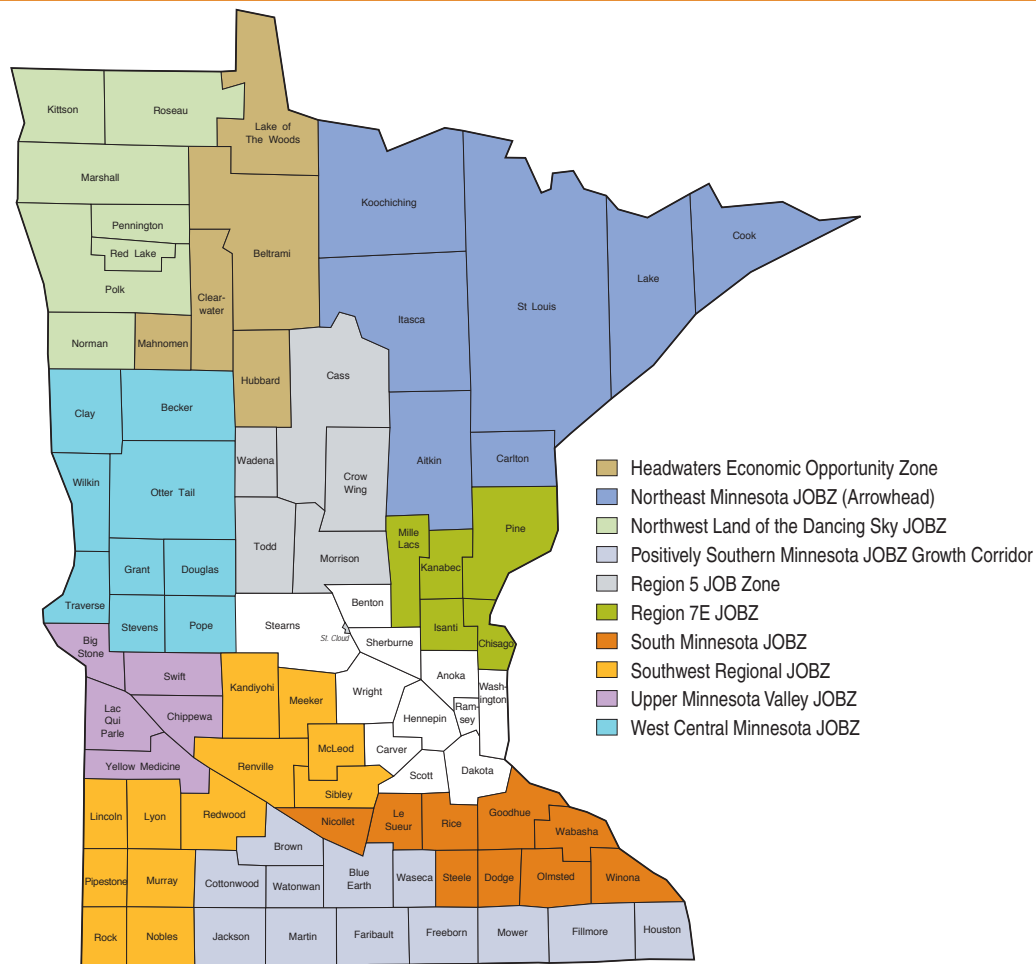 Kittson
Roseau
Lake of
The Woods
Marshall
Koochiching
Pennington
Cook
Red Lake
Beltrami
Lake
Polk
Clear-
water
St Louis
Itasca
Norman
Mahnomen
Cass
Hubbard
Clay
Becker
Wadena
Aitkin
Carlton
Crow
Wing
Wilkin
Otter Tail
Pine
Mille
Lacs
Todd
Morrison
Kanabec
Grant
Douglas
Traverse
Benton
Stevens
Pope
Stearns
St. Cloud
Sherburne
Isanti
Chisago
Big
Stone
Swift
Kandiyohi
Meeker
Wright
Anoka
Wash-
ington
Lac
Qui
Parle
Chippewa
Hennepin
Ram-
sey
McLeod
Carver
Yellow Medicine
Renville
Scott
Dakota
Sibley
Lincoln
Lyon
Redwood
Nicollet
Le
Sueur
Rice
Goodhue
Wabasha
Brown
Pipestone
Murray
Cottonwood
Watonwan
Blue
Earth
Waseca
Steele
Dodge
Olmsted
Winona
Rock
Nobles
Jackson
Martin
Faribault
Freeborn
Mower
Fillmore
Houston
Headwaters Economic Opportunity Zone
Northeast Minnesota JOBZ (Arrowhead)
Northwest Land of the Dancing Sky JOBZ
Positively Southern Minnesota JOBZ Growth Corridor
Region 5 JOB Zone
Region 7E JOBZ
South Minnesota JOBZ
Southwest Regional JOBZ
Upper Minnesota Valley JOBZ
West Central Minnesota JOBZ